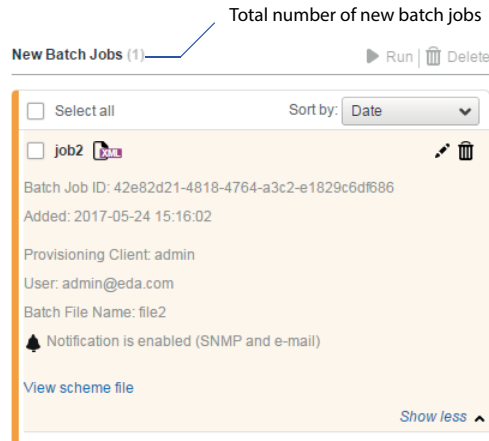 Total number of new batch jobs
New Batch Jobs (1) Run | Delete
Select all Sort by: Date
job2 XML
Batch Job ID: 42e82d21-4818-4764-a3c2-e1829c6df686
Added: 2017-05-24 15:16:02
Provisioning Client: admin
User: admin@eda.com
Batch File Name: file2
Notification is enabled (SNMP and e-mail)
View scheme file
Show less